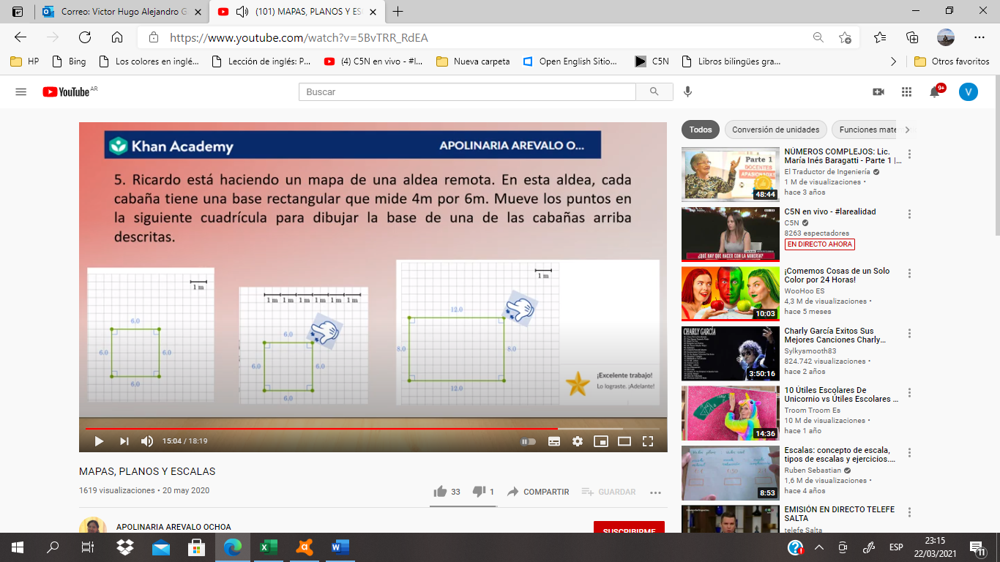 Correo: Victor Hugo Alejandro G
(101) MAPAS, PLANOS Y ES
https://www.youtube.com/watch?v=5BvTRR_RdEA
HP
Bing
Los colores en inglé...
Lección de inglés: P...
(4) C5N en vivo - #l...
Nueva carpeta
Open English Sitio...
C5N
Libros bilingües gra...
Otros favoritos
YouTube AR
Buscar
9+
V
Khan Academy
APOLINARIA AREVALO O...
5. Ricardo está haciendo un mapa de una aldea remota. En esta aldea, cada
cabaña tiene una base rectangular que mide 4m por 6m. Mueve los puntos en
la siguiente cuadrícula para dibujar la base de una de las cabañas arriba
descritas.
1 m
6.0
6.0
6.0
6.0
1 m 1 m 1 m 1 m 1 m 1 m
6.0
6.0
6.0
6.0
1 m
12.0
8.0
8.0
12.0
¡Excelente trabajo!
Lo lograste. ¡Adelante!
15:04 / 18:19
MAPAS, PLANOS Y ESCALAS
1619 visualizaciones • 20 may 2020
33
1
COMPARTIR
GUARDAR
APOLINARIA AREVALO OCHOA
SUSCRIBIRME
Todos
Conversión de unidades
Funciones mate
Parte 1
DOCENTES
48:44
NÚMEROS COMPLEJOS: Lic.
María Inés Baragatti - Parte 1 |...
El Traductor de Ingeniería
1 M de visualizaciones •
hace 3 años
¿QUÉ HAY QUE HACER CON LA MINERÍA?
C5N en vivo - #larealidad
C5N
8263 espectadores
EN DIRECTO AHORA
10:03
¡Comemos Cosas de un Solo
Color por 24 Horas!
WooHoo ES
4,3 M de visualizaciones •
hace 5 meses
CHARLY GARCÍA
3:50:16
Charly García Exitos Sus
Mejores Canciones Charly...
Sylkysmooth83
824.742 visualizaciones •
hace 2 años
14:36
10 Útiles Escolares De
Unicornio vs Útiles Escolares ...
Troom Troom Es
10 M de visualizaciones •
hace 1 año
8:53
Escalas: concepto de escala,
tipos de escalas y ejercicios....
Ruben Sebastian
1,6 M de visualizaciones •
hace 4 años
EMISIÓN EN DIRECTO TELEFE
SALTA
telefe Salta
ESP
23:15
22/03/2021
11